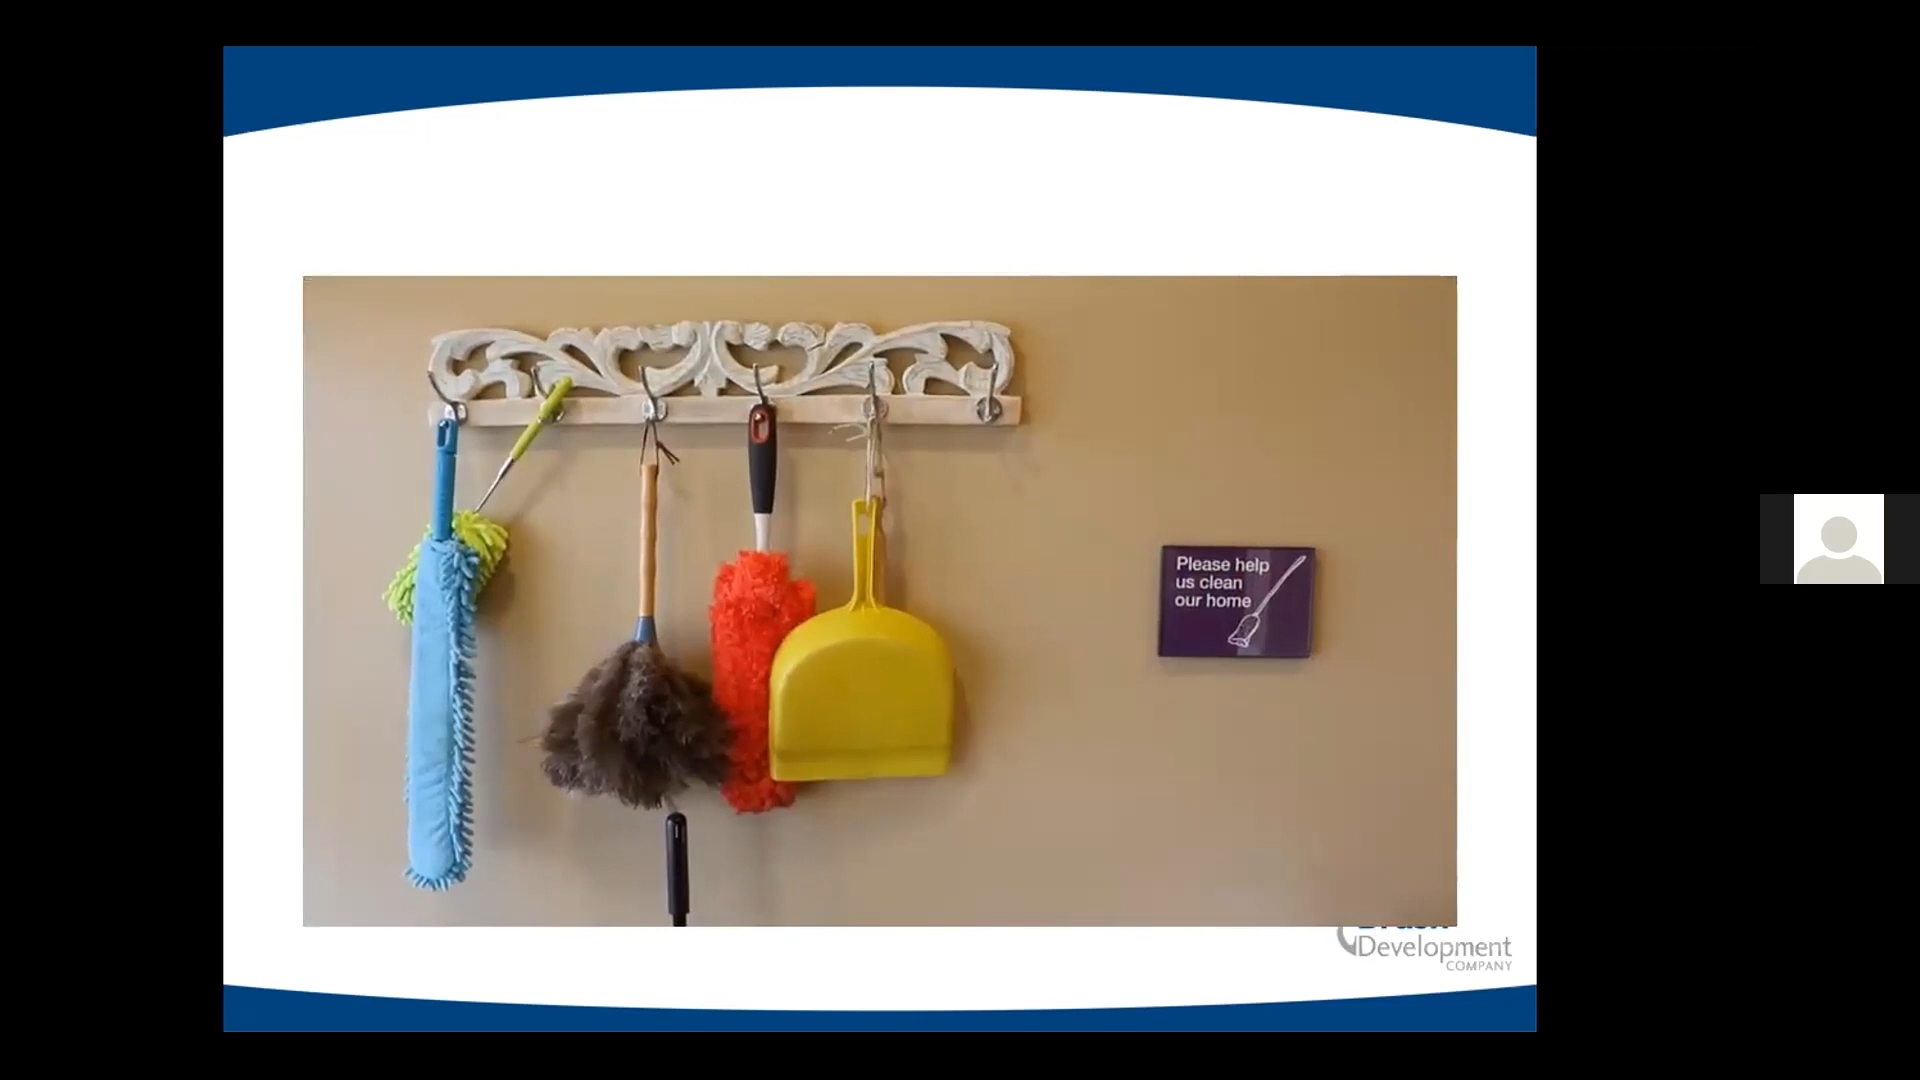 Please help
us clean
our home
Development
COMPANY